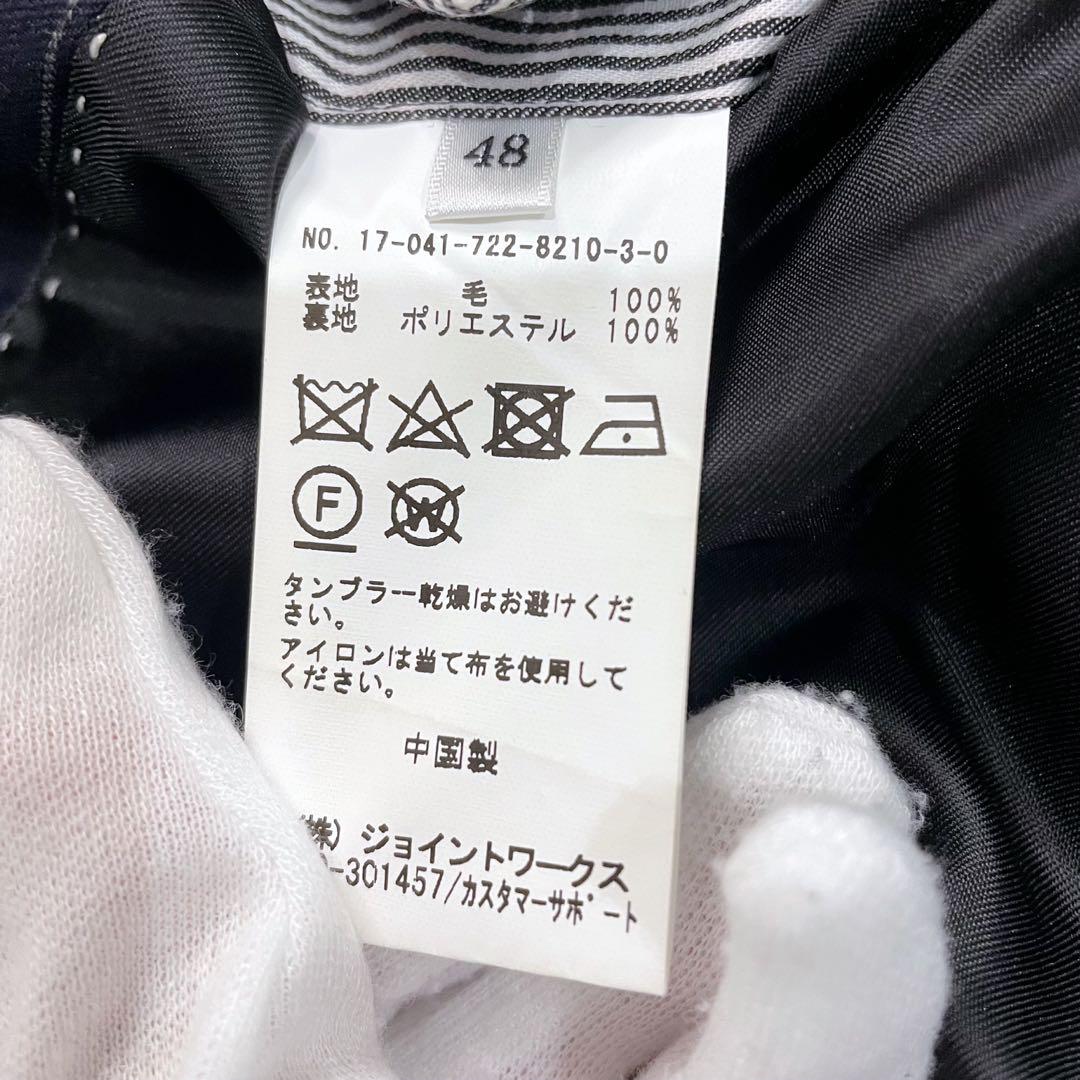 48
NO. 17-041-722-8210-3-0
表地 毛 100%
裏地 ポリエステル 100%
F
W
タンブラー乾燥はお避けくだ
さい。
アイロンは当て布を使用して
ください。
中国製
(株) ジョイントワークス
-301457/カスタマーサポート